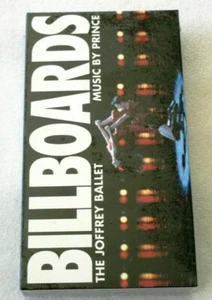 BILLBOARDS
THE JOFFREY BALLET
MUSIC BY PRINCE